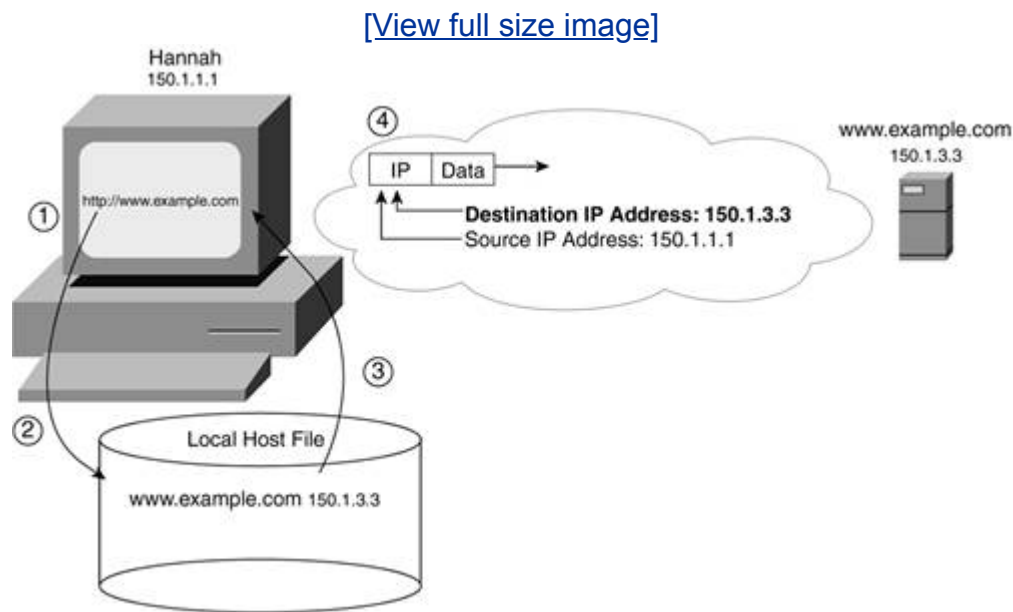 [View full size image]
Hannah
150.1.1.1
④
www.example.com
150.1.3.3
IP Data
http://www.example.com
①
Destination IP Address: 150.1.3.3
Source IP Address: 150.1.1.1
③
②
Local Host File
www.example.com 150.1.3.3